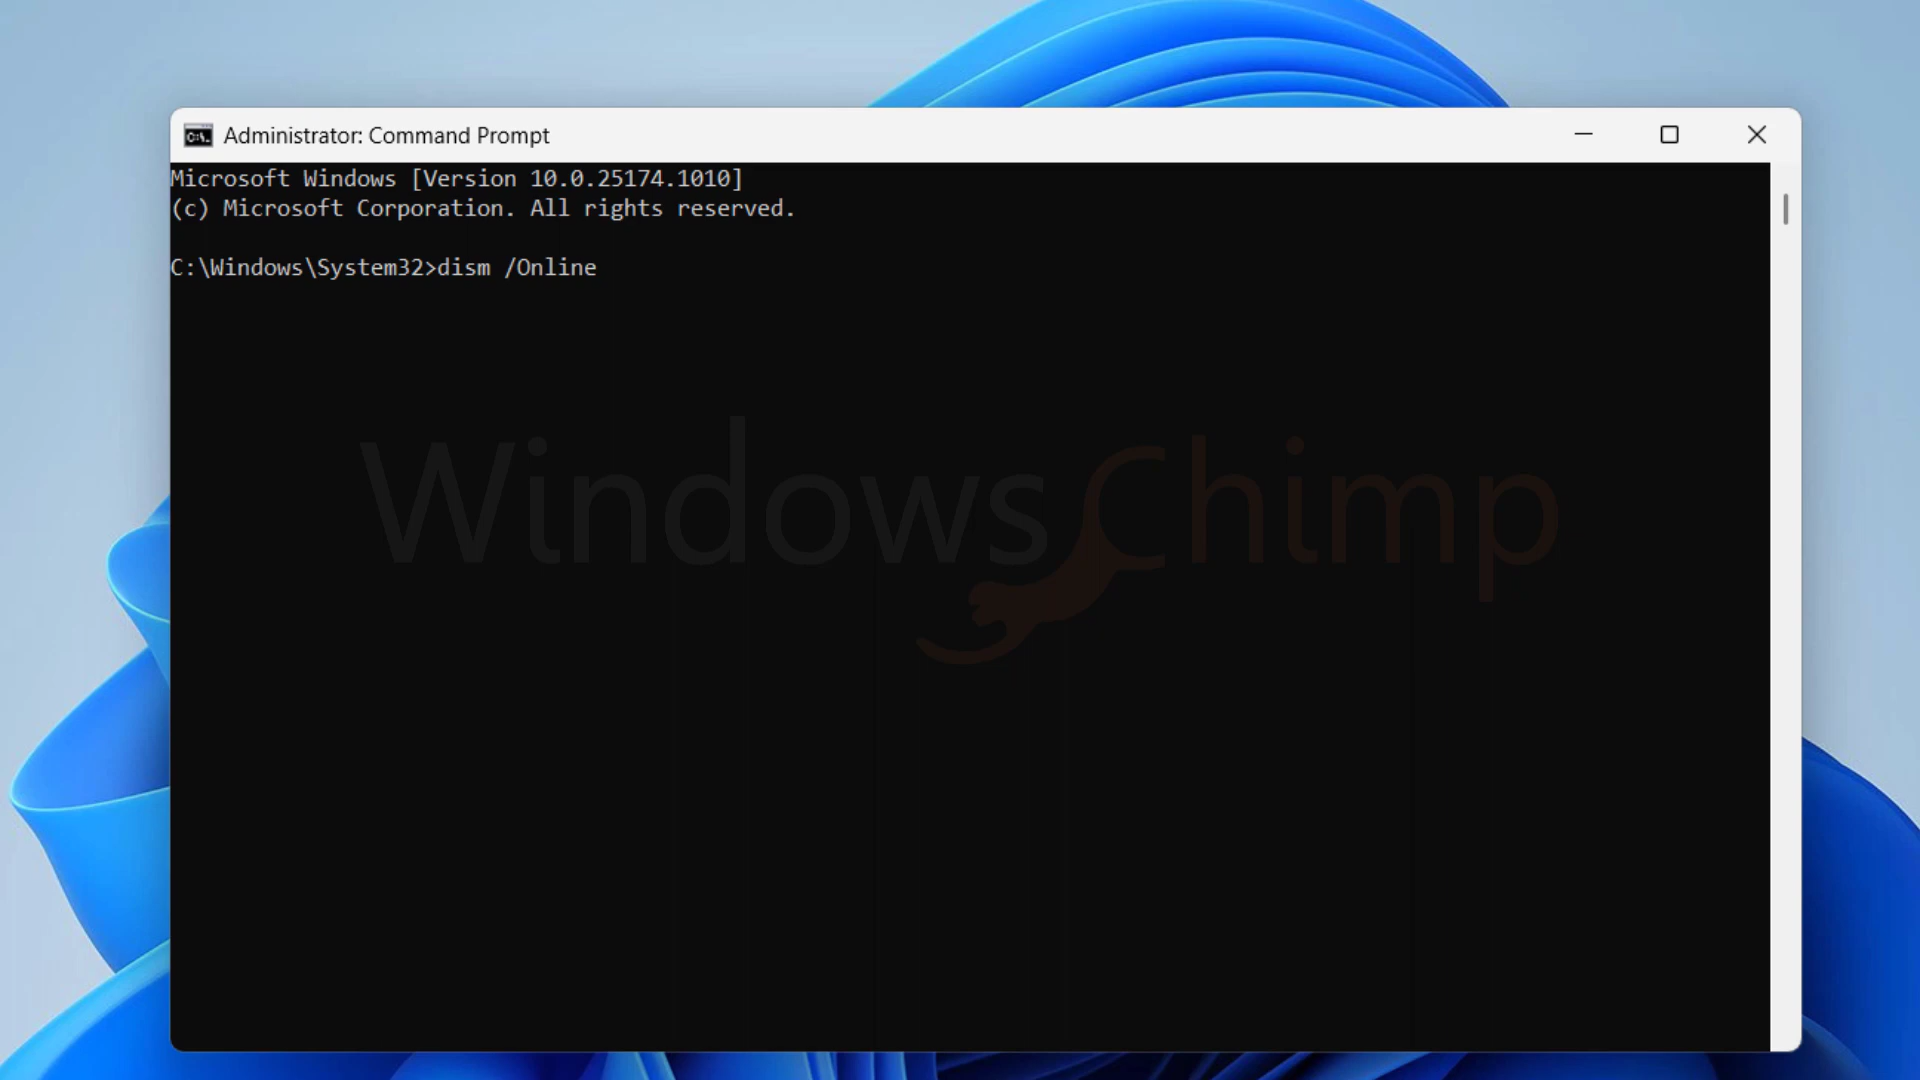 Administrator: Command Prompt
Microsoft Windows [Version 10.0.25174.1010]
(c) Microsoft Corporation. All rights reserved.
C:\Windows\System32>dism /Online
WindowsChimp